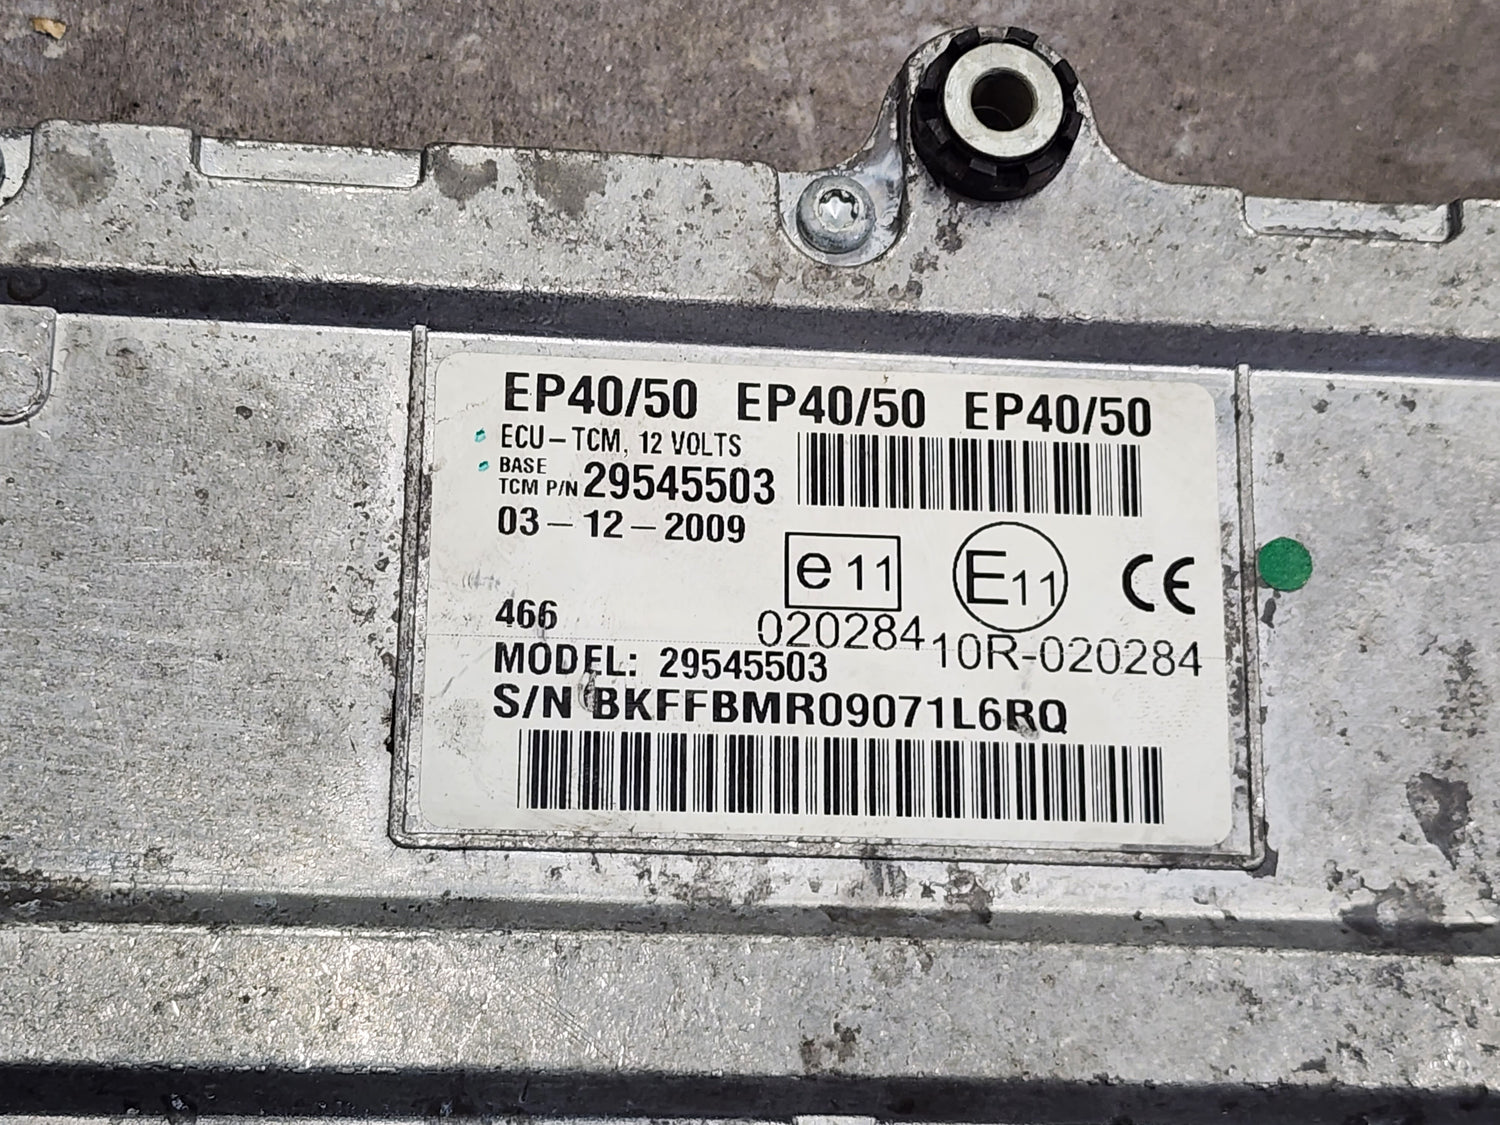 EP40/50 EP40/50 EP40/50
ECU-TCM, 12 VOLTS
BASE
TCM P/N 29545503
03-12-2009
e 11 E11 CE
466
020284 10R-020284
MODEL: 29545503
S/N BKFFBMR09071L6RQ